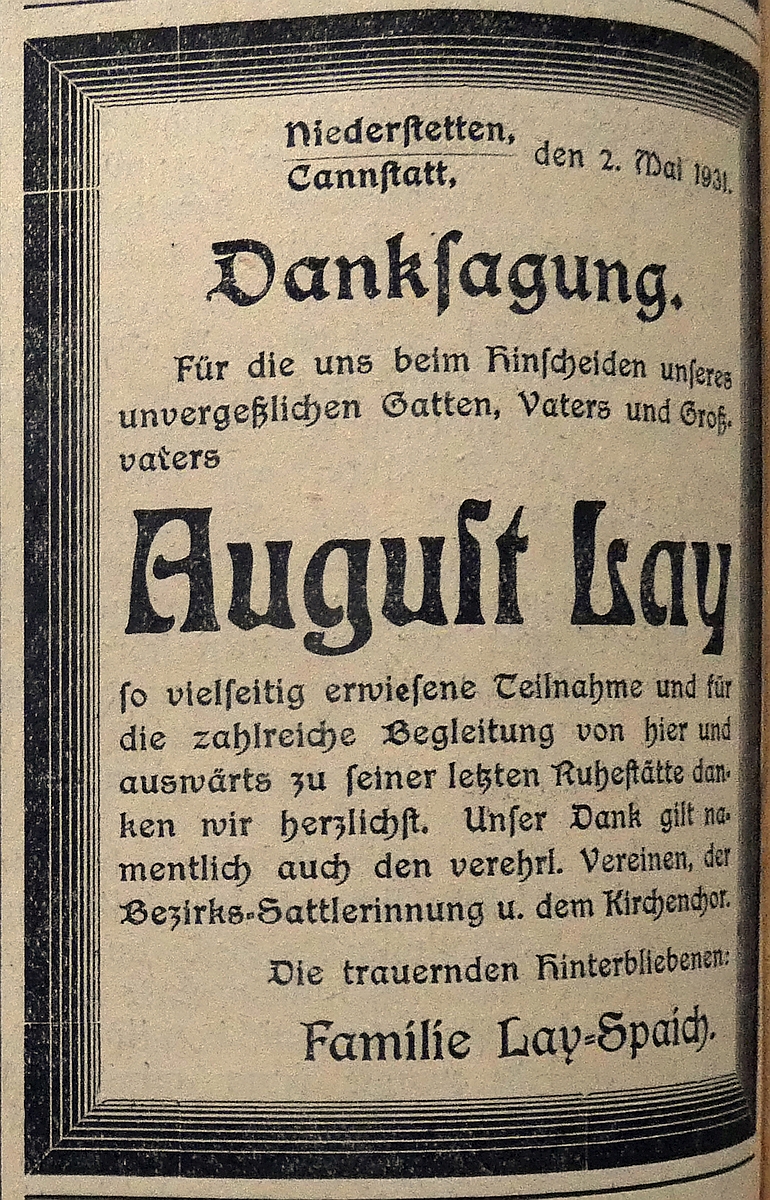 Niederstetten,
Cannstatt, den 2. Mai 1931.
Danksagung.
Für die uns beim Hinscheiden unseres
unvergeßlichen Gatten, Vaters und Groß-
vaters
August Lay
so vielseitig erwiesene Teilnahme und für
die zahlreiche Begleitung von hier und
auswärts zu seiner letzten Ruhestätte dan-
ken wir herzlichst. Unser Dank gilt na-
mentlich auch den verehrl. Vereinen, der
Bezirks-Sattlerinnung u. dem Kirchenchor.
Die trauernden Hinterbliebenen:
Familie Lay-Spaich.